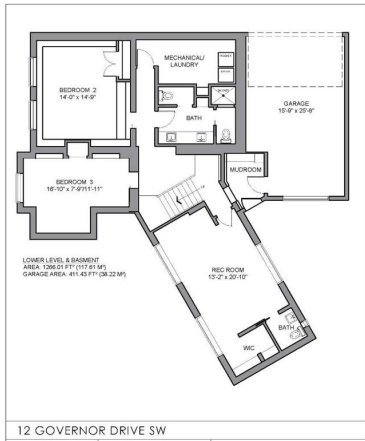 MECHANICAL/
LAUNDRY
BEDROOM 2
14'-0" x 14'-9"
GARAGE
15'-9" x 25'-6"
BATH
MUDROOM
BEDROOM 3
16'-10" x 7'-9"/11'-11"
LOWER LEVEL & BASMENT
AREA: 1266.01 FT² (117.61 M²)
GARAGE AREA: 411.43 FT² (38.22 M²)
REC ROOM
13'-2" x 20'-10"
BATH
WIC
12 GOVERNOR DRIVE SW